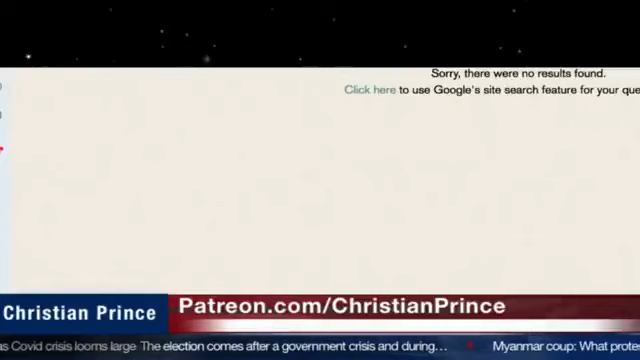 Sorry, there were no results found.
Click here to use Google's site search feature for your que
Christian Prince
Patreon.com/ChristianPrince
as Covid crisis looms large The election comes after a government crisis and during… Myanmar coup: What prote